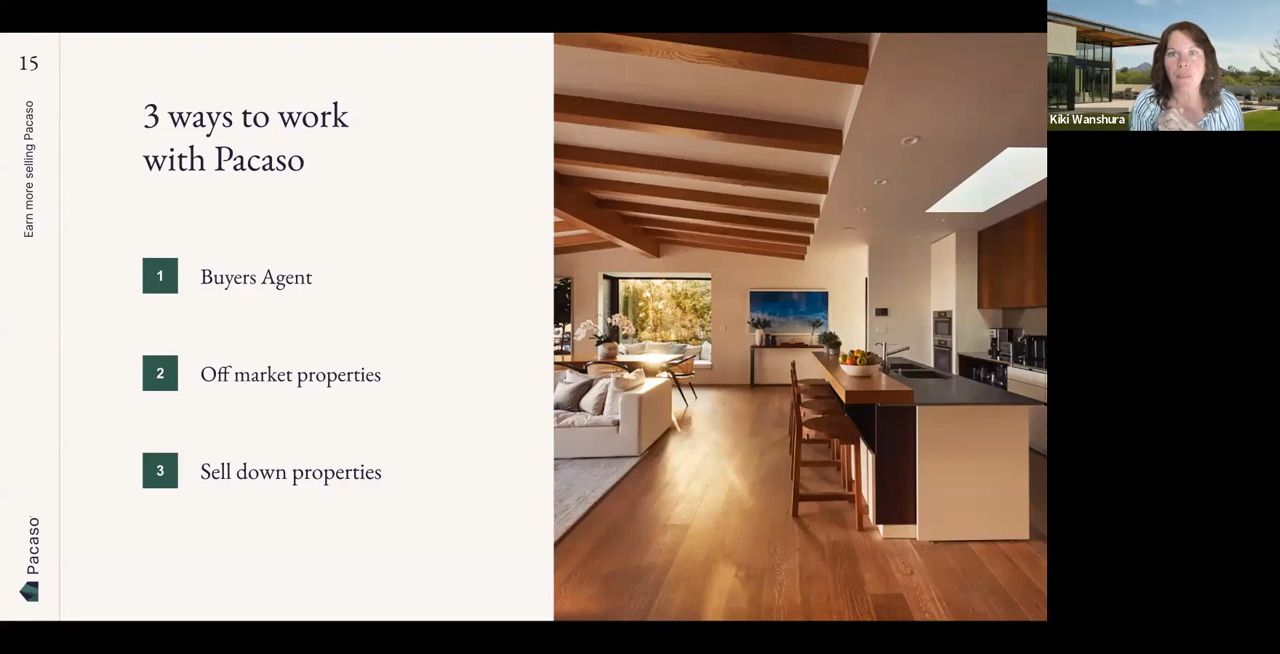 15
Earn more selling Pacaso
3 ways to work
with Pacaso
1 Buyers Agent
2 Off market properties
3 Sell down properties
Pacaso
Kiki Wanshura